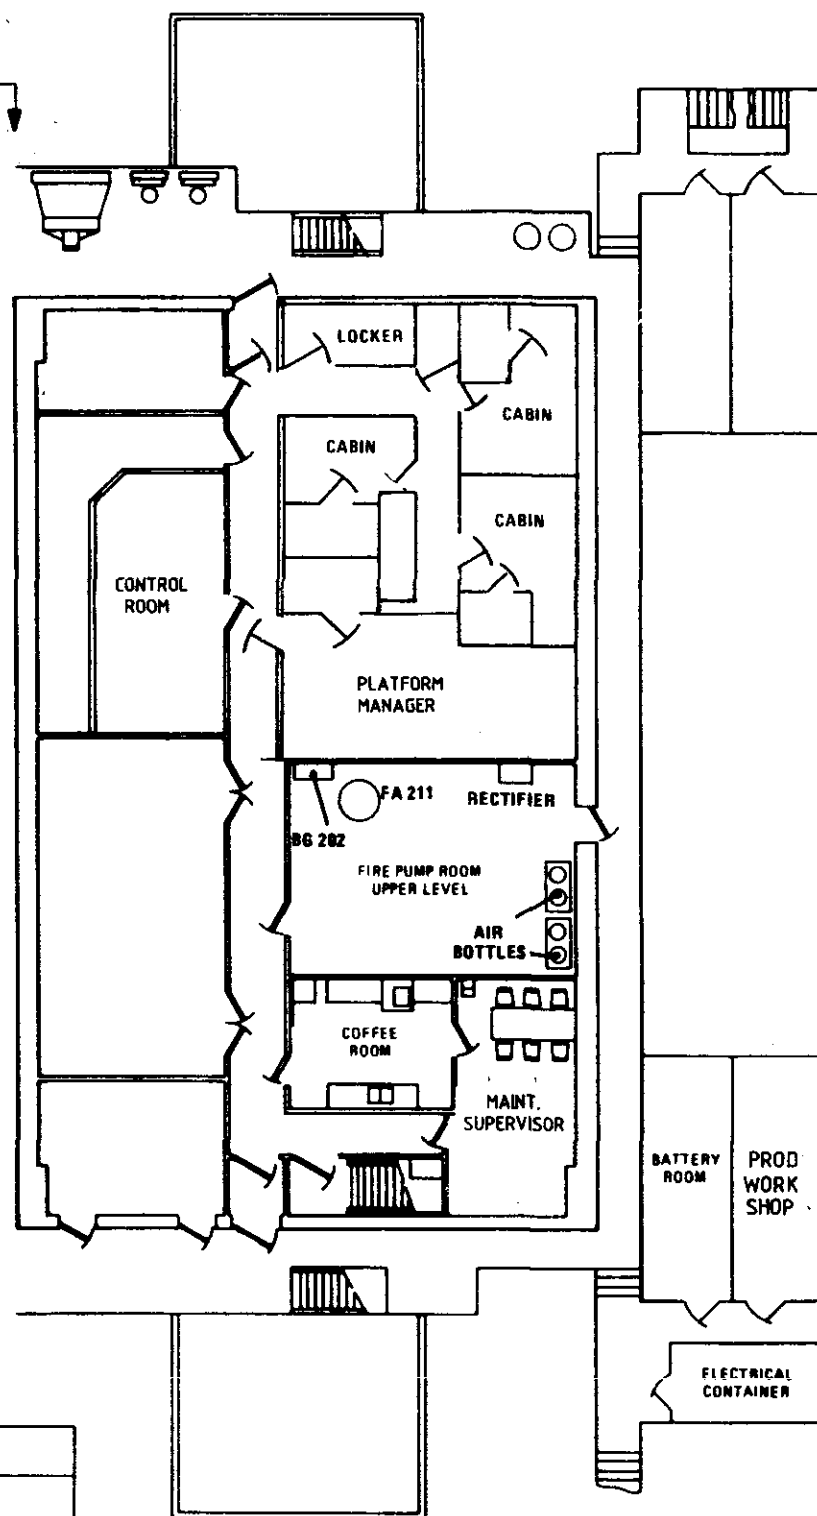 LOCKER
CABIN
CABIN
CABIN
CONTROL
ROOM
PLATFORM
MANAGER
FA 211
RECTIFIER
BG 202
FIRE PUMP ROOM
UPPER LEVEL
AIR
BOTTLES
COFFEE
ROOM
MAINT.
SUPERVISOR
BATTERY
ROOM
PROD
WORK
SHOP
ELECTRICAL
CONTAINER